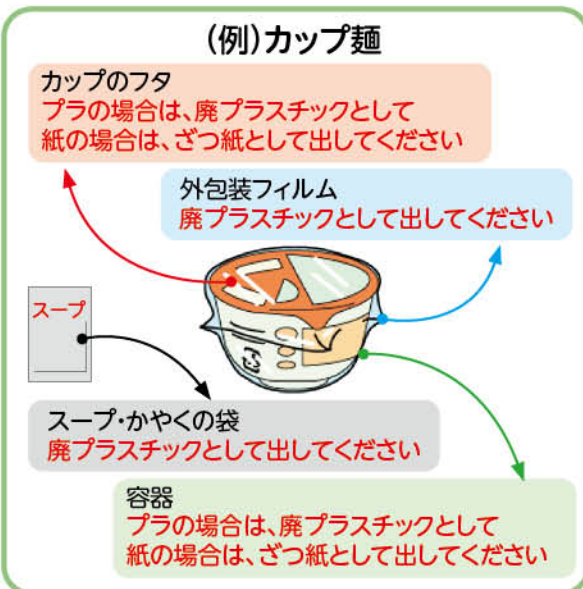 (例)カップ麺
カップのフタ
プラの場合は、廃プラスチックとして
紙の場合は、ざつ紙として出してください
外包装フィルム
廃プラスチックとして出してください
スープ
スープ・かやくの袋
廃プラスチックとして出してください
容器
プラの場合は、廃プラスチックとして
紙の場合は、ざつ紙として出してください